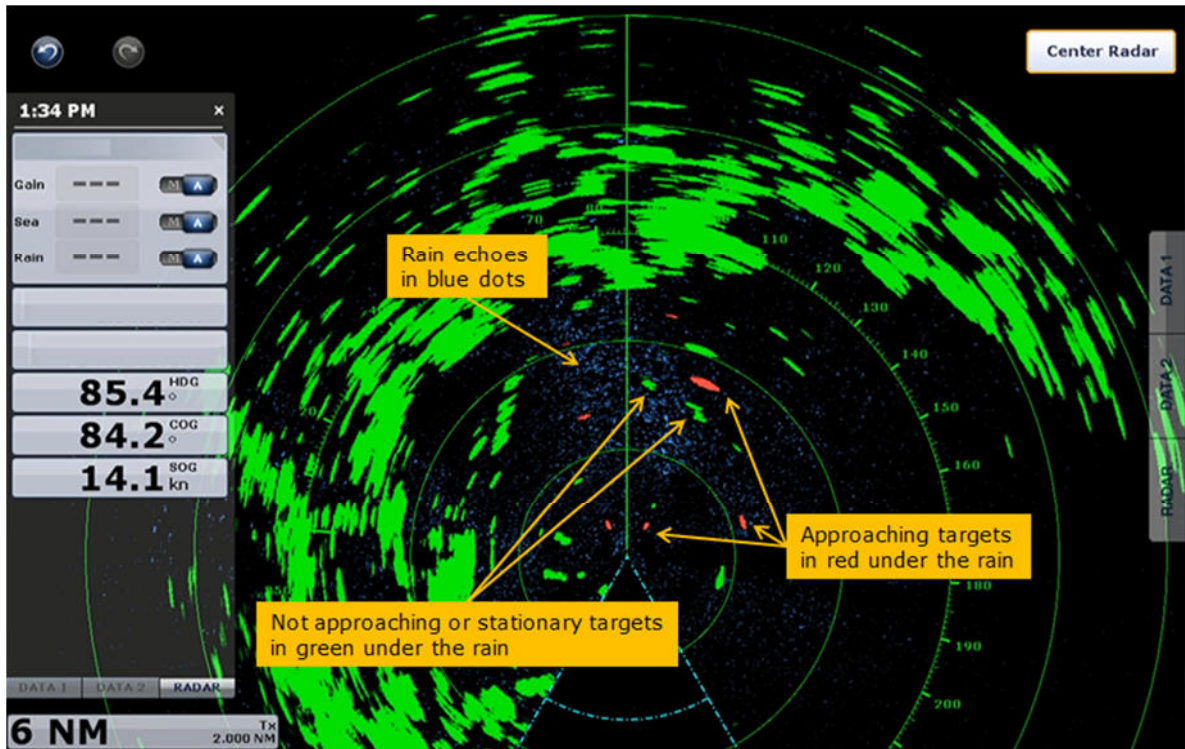 Center Radar
1:34 PM ×
Gain --- M A
Sea --- M A
Rain --- M A
85.4° HDG
84.2° COG
14.1 SOG kn
DATA 1 DATA 2 RADAR
6 NM Tx 2.000 NM
Rain echoes
in blue dots
Approaching targets
in red under the rain
Not approaching or stationary targets
in green under the rain
70
80
110
120
130
140
150
160
180
190
200
DATA 1
DATA 2
RADAR